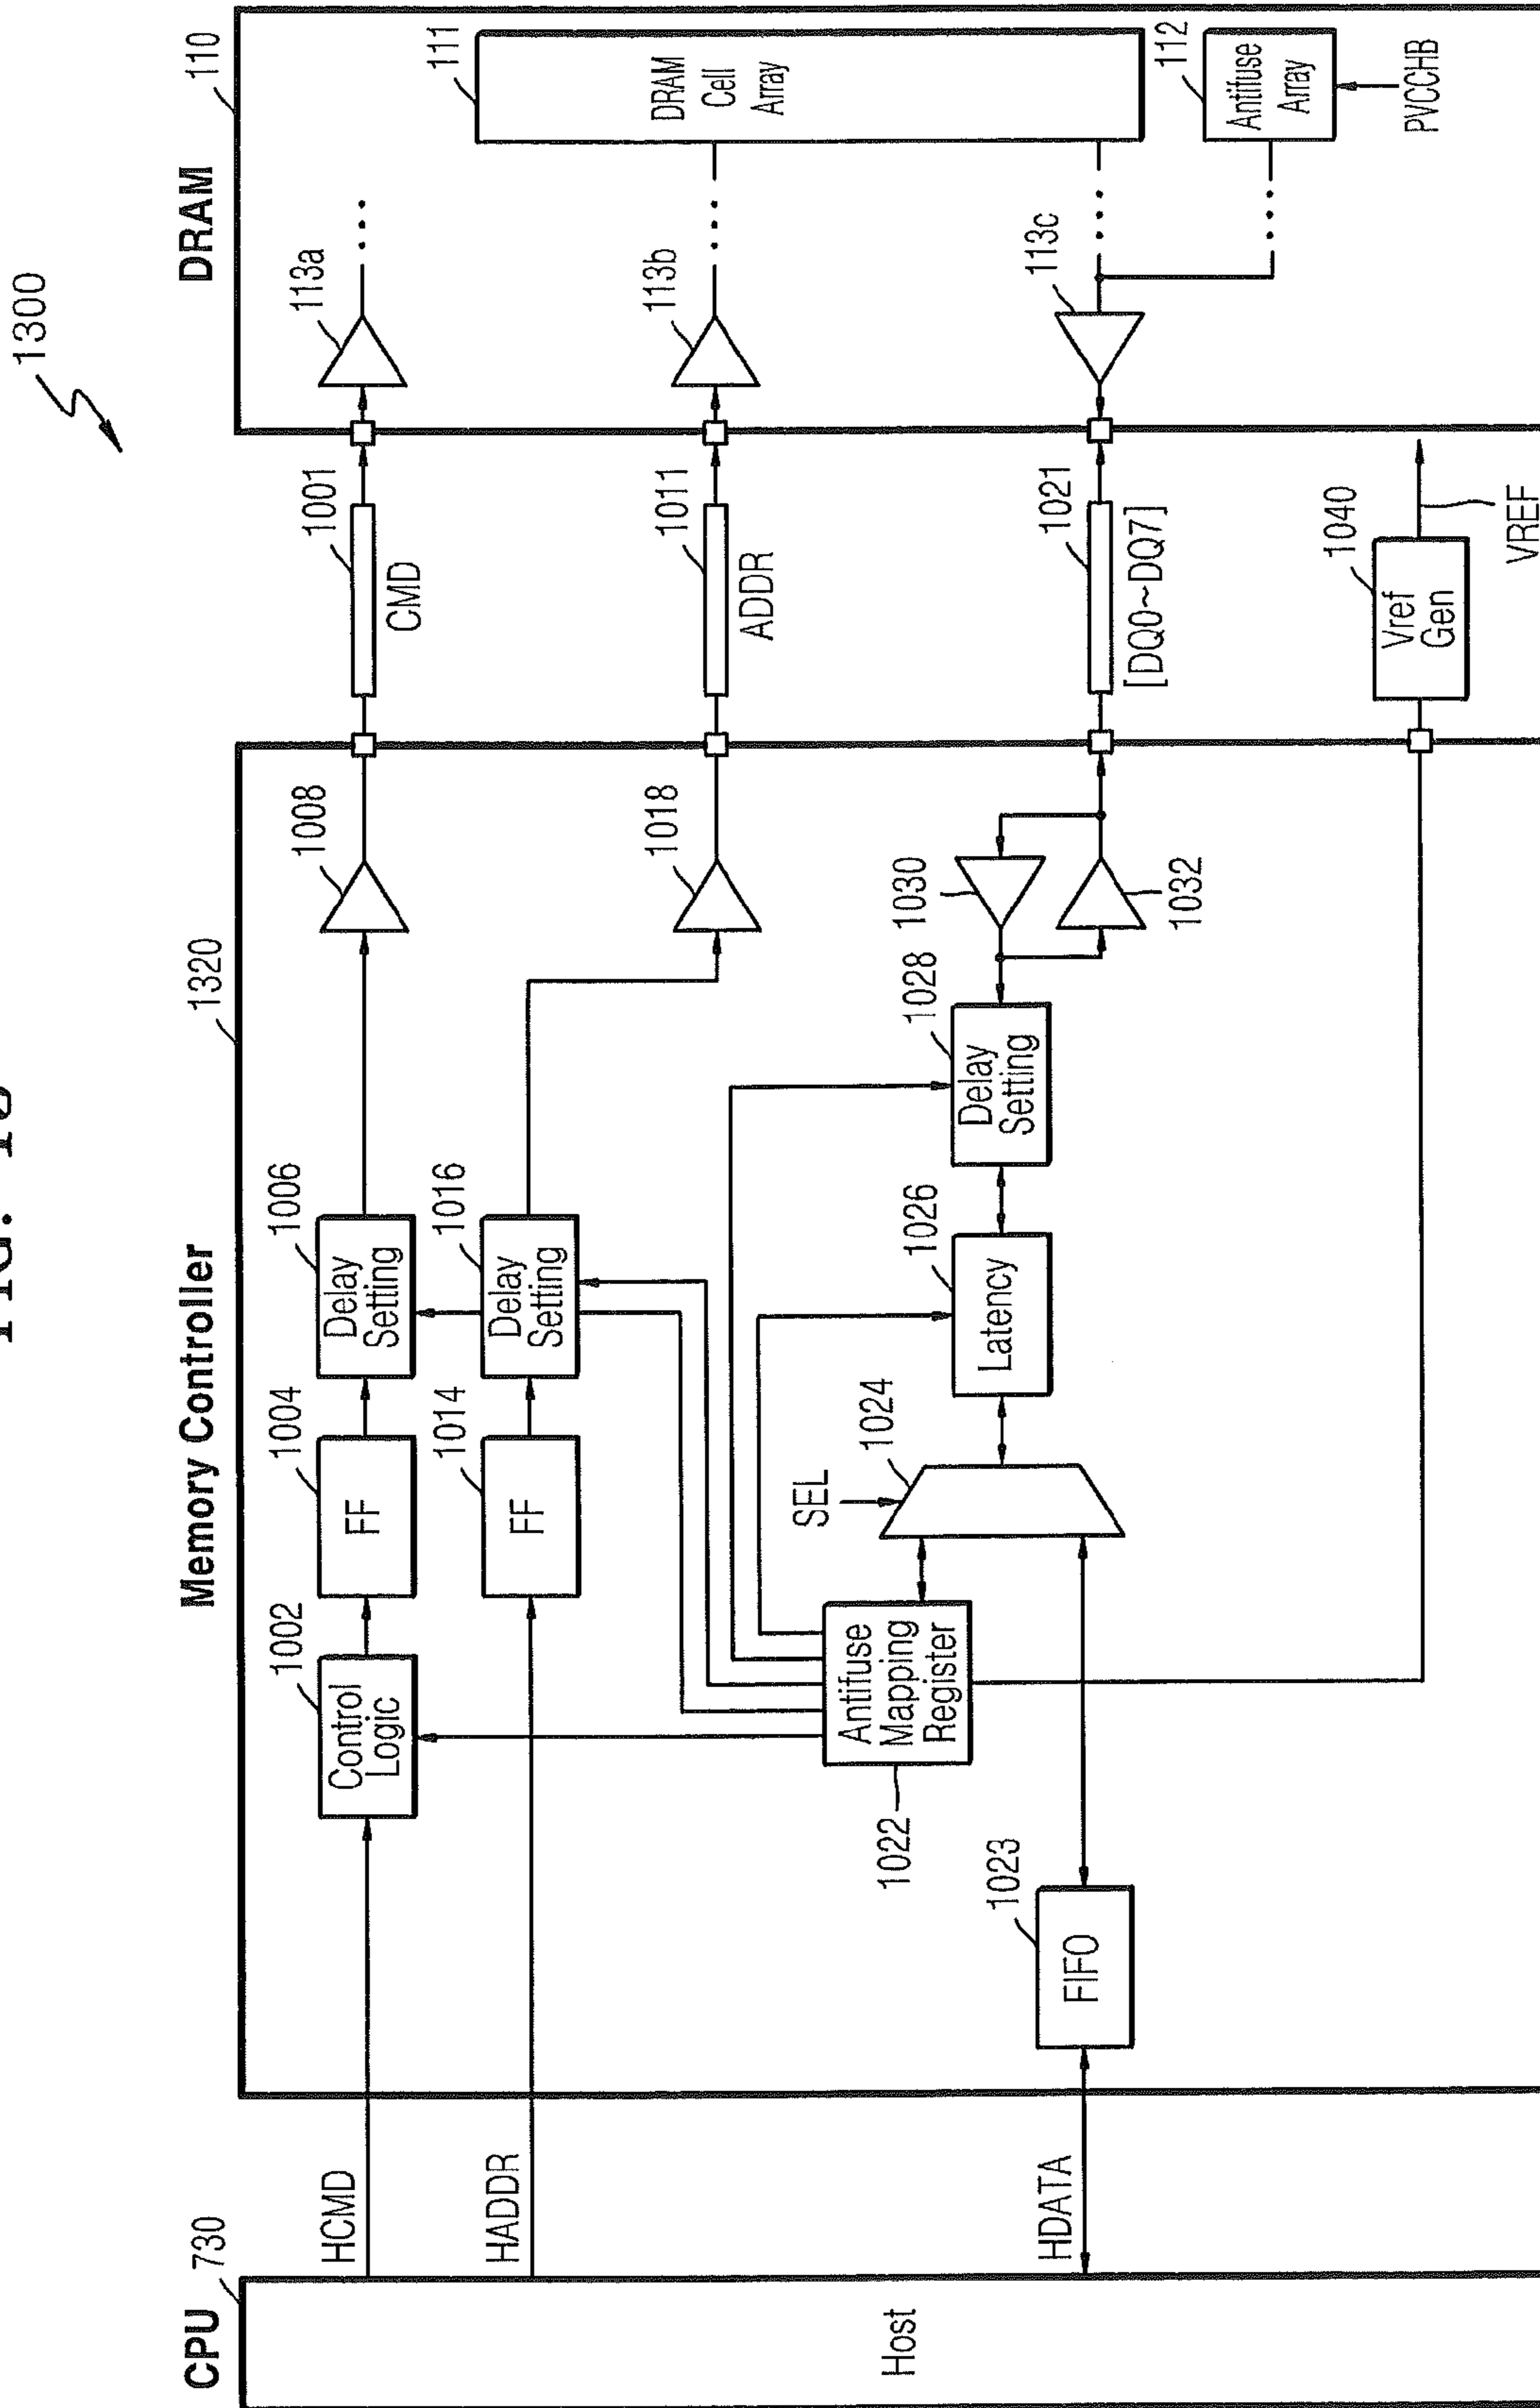 1300
CPU
730
Memory Controller
1320
DRAM
110
Host
HCMD
HADDR
HDATA
Control
Logic
1002
FF
1004
Delay
Setting
1006
1008
1001
CMD
113a
FF
1014
Delay
Setting
1016
1018
1011
ADDR
113b
DRAM
Cell
Array
111
Antifuse
Mapping
Register
1022
FIFO
1023
SEL
1024
Latency
1026
Delay
Setting
1028
1030
1032
1021
[DQ0~DQ7]
113c
Antifuse
Array
112
PVCCHB
Vref
Gen
1040
VREF